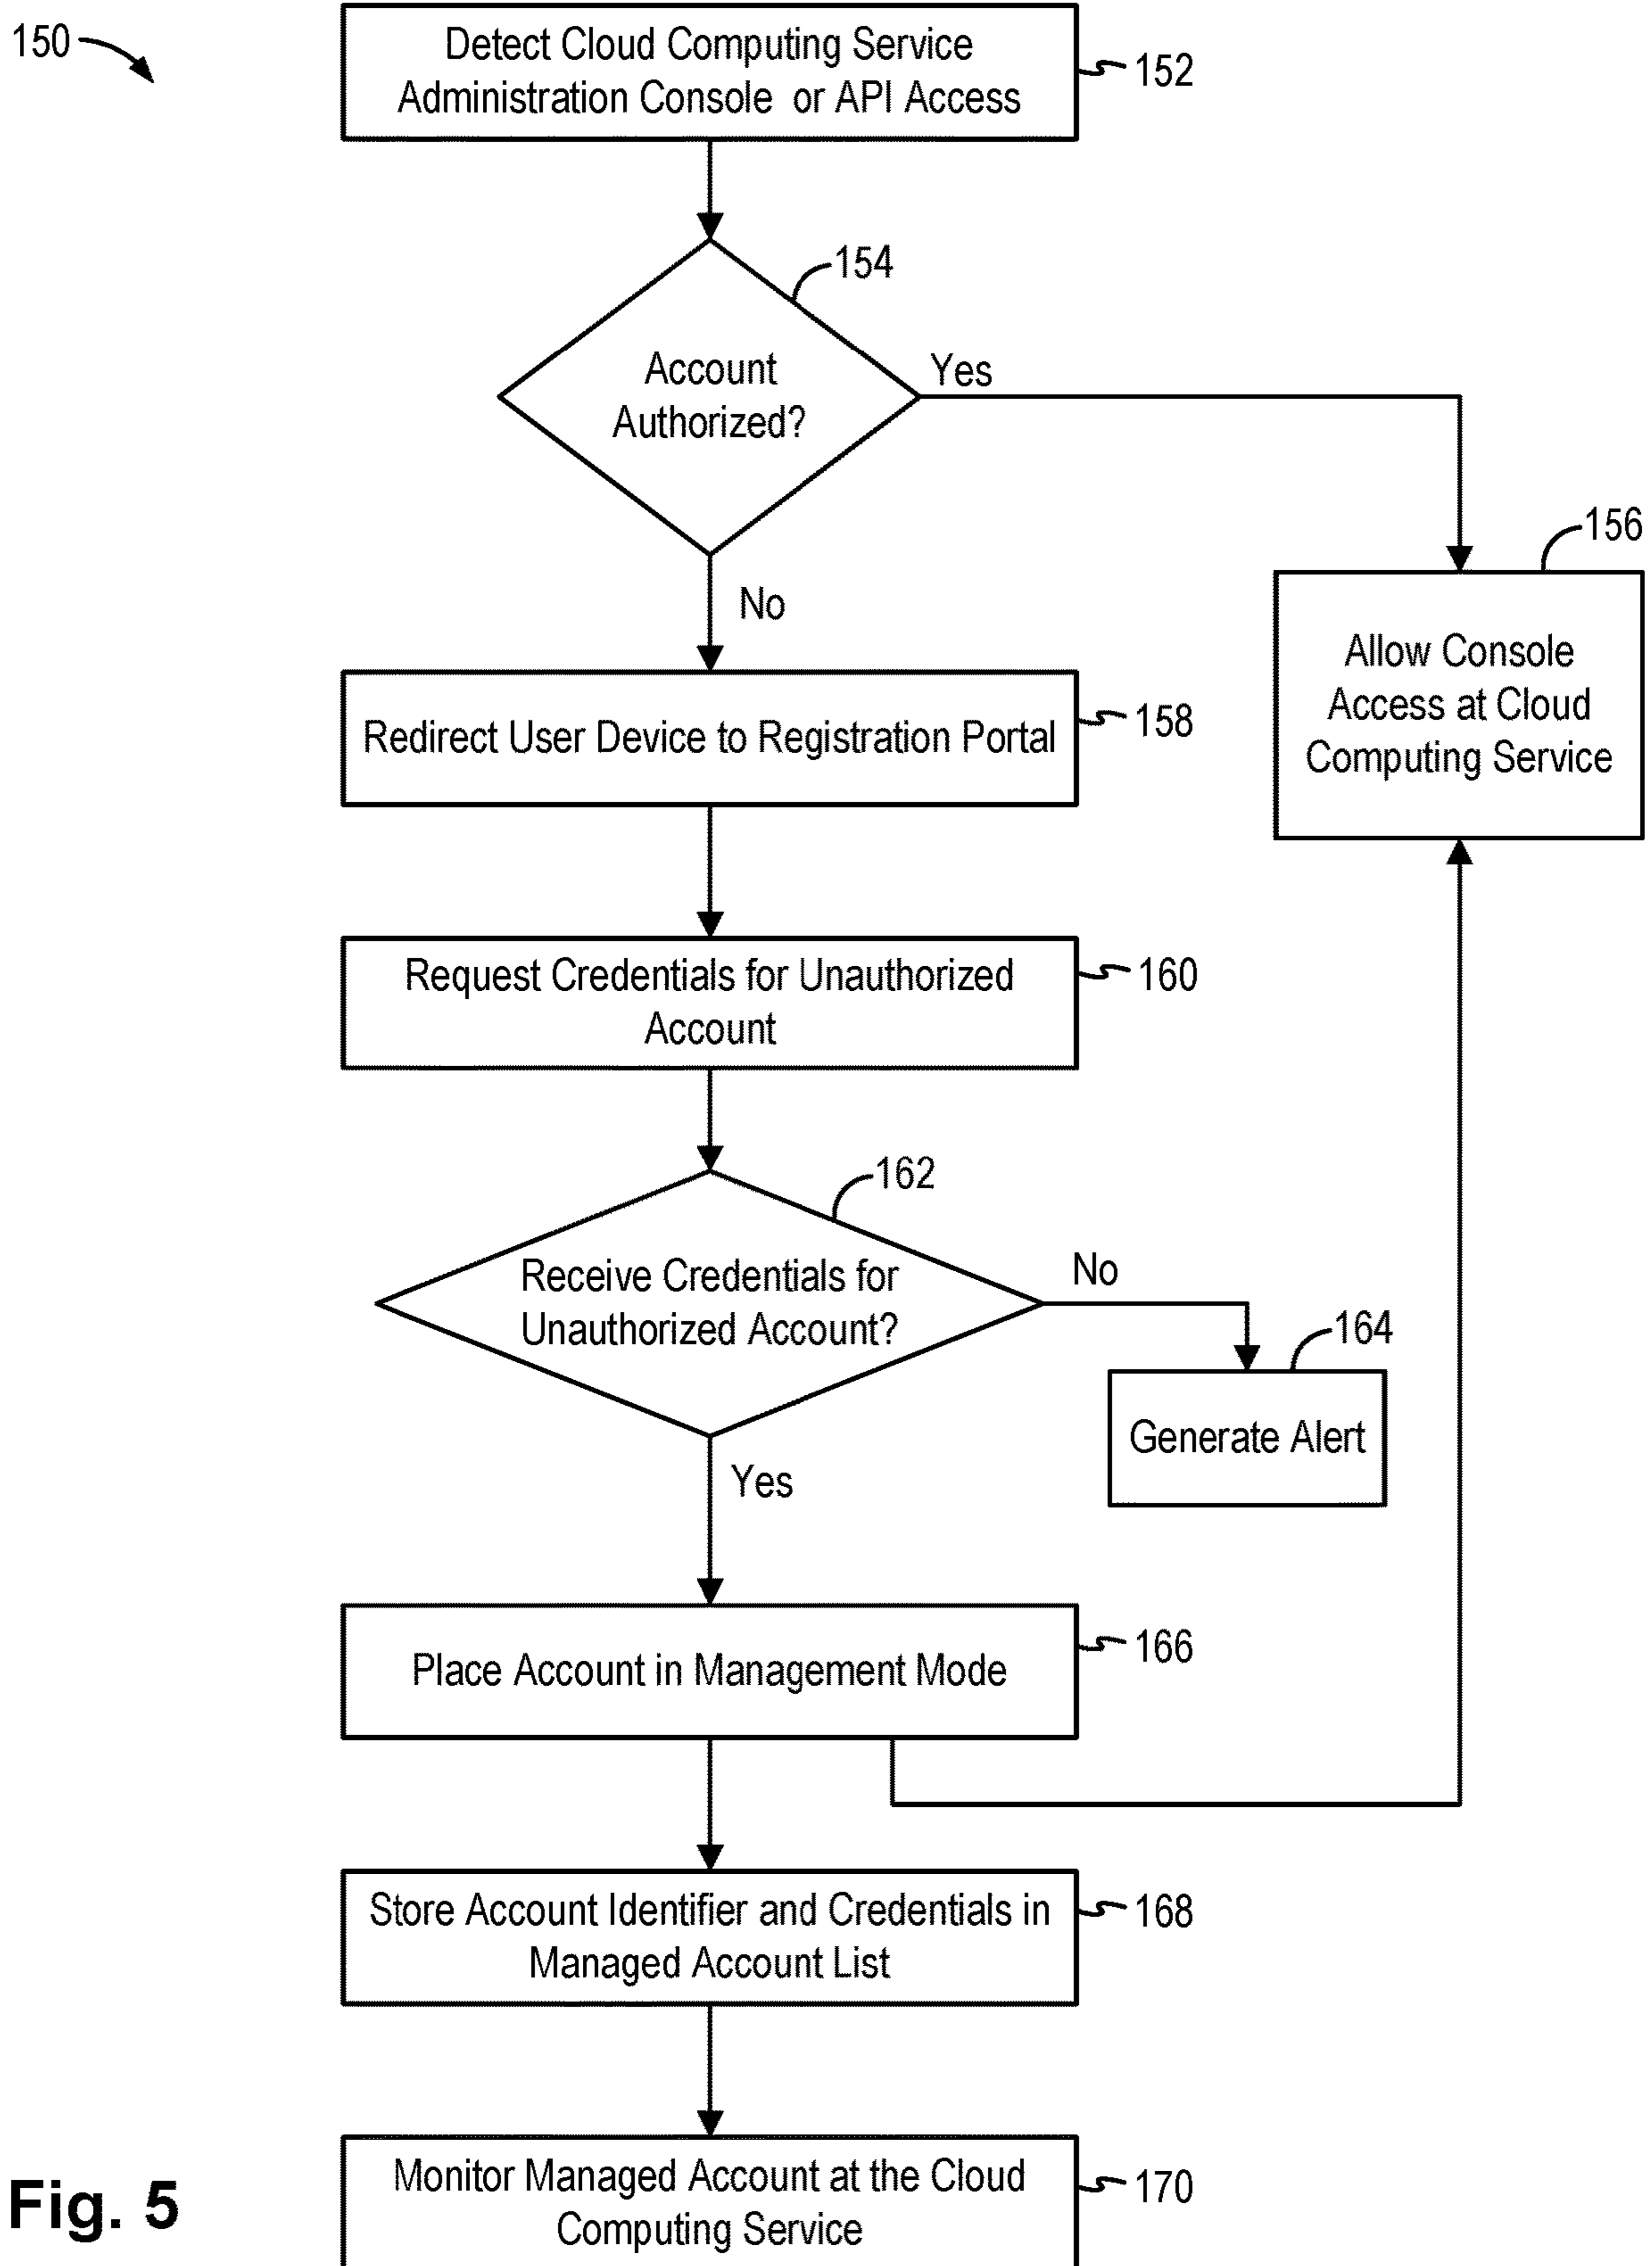 150
Detect Cloud Computing Service
Administration Console or API Access
152
154
Account
Authorized?
Yes
No
156
Allow Console
Access at Cloud
Computing Service
Redirect User Device to Registration Portal
158
Request Credentials for Unauthorized
Account
160
162
Receive Credentials for
Unauthorized Account?
No
164
Generate Alert
Yes
Place Account in Management Mode
166
Store Account Identifier and Credentials in
Managed Account List
168
Monitor Managed Account at the Cloud
Computing Service
170
Fig. 5